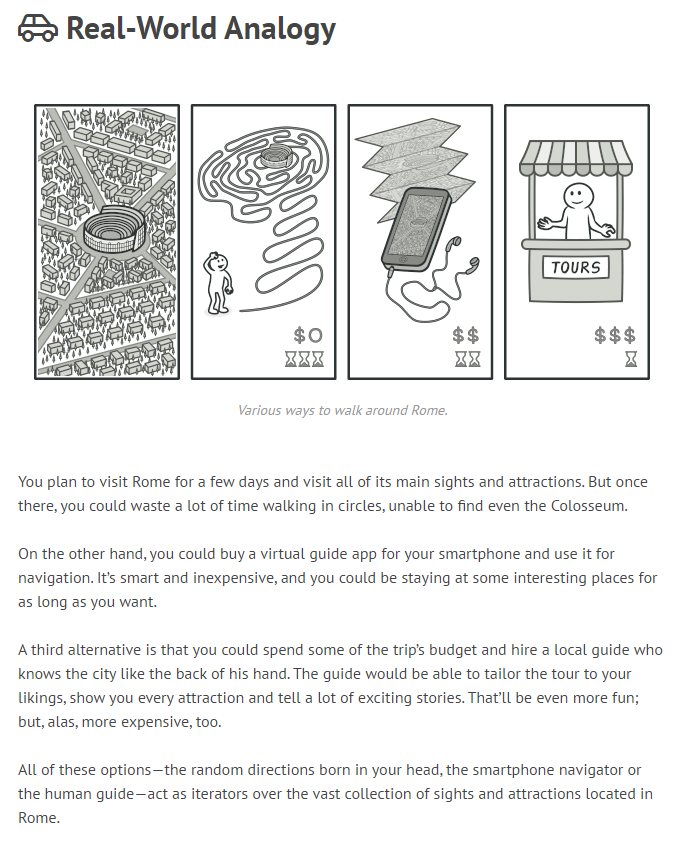 Real-World Analogy
$0
$$
$$$
TOURS
Various ways to walk around Rome.
You plan to visit Rome for a few days and visit all of its main sights and attractions. But once
there, you could waste a lot of time walking in circles, unable to find even the Colosseum.
On the other hand, you could buy a virtual guide app for your smartphone and use it for
navigation. It’s smart and inexpensive, and you could be staying at some interesting places for
as long as you want.
A third alternative is that you could spend some of the trip’s budget and hire a local guide who
knows the city like the back of his hand. The guide would be able to tailor the tour to your
likings, show you every attraction and tell a lot of exciting stories. That’ll be even more fun;
but, alas, more expensive, too.
All of these options—the random directions born in your head, the smartphone navigator or
the human guide—act as iterators over the vast collection of sights and attractions located in
Rome.